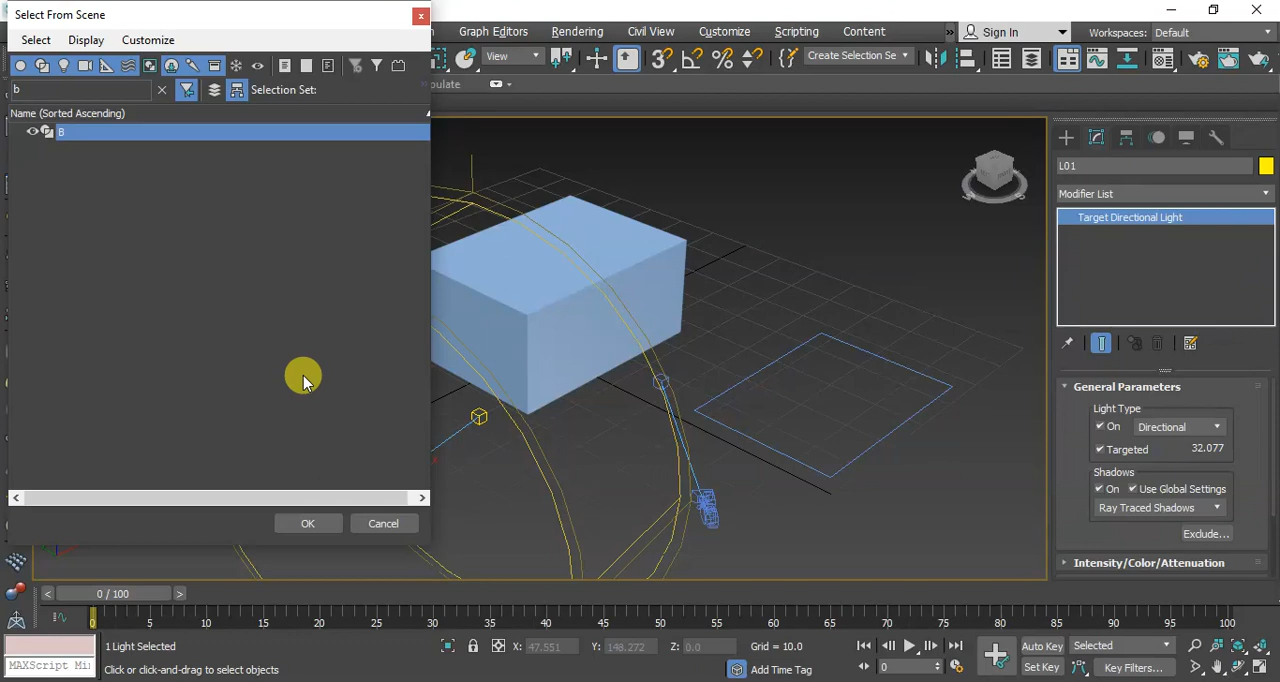 Select From Scene
x
Select Display Customize
Graph Editors Rendering Civil View Customize Scripting Content » Sign In Workspaces: Default
View
Create Selection Se
b
Selection Set:
pulate
Name (Sorted Ascending)
B
OK Cancel
L01
Modifier List
Target Directional Light
General Parameters
Light Type
On Directional
Targeted 32.077
Shadows
On Use Global Settings
Ray Traced Shadows
Exclude...
Intensity/Color/Attenuation
< 0 / 100 >
0 5 10 15 20 25 30 35 40 45 50 55 60 65 70 75 80 85 90 95 100
1 Light Selected
X: 47.551 Y: 148.272 Z: 0.0 Grid = 10.0
Auto Key Selected
MAXScript Mi:
Click or click-and-drag to select objects
Add Time Tag
0
Set Key Key Filters...